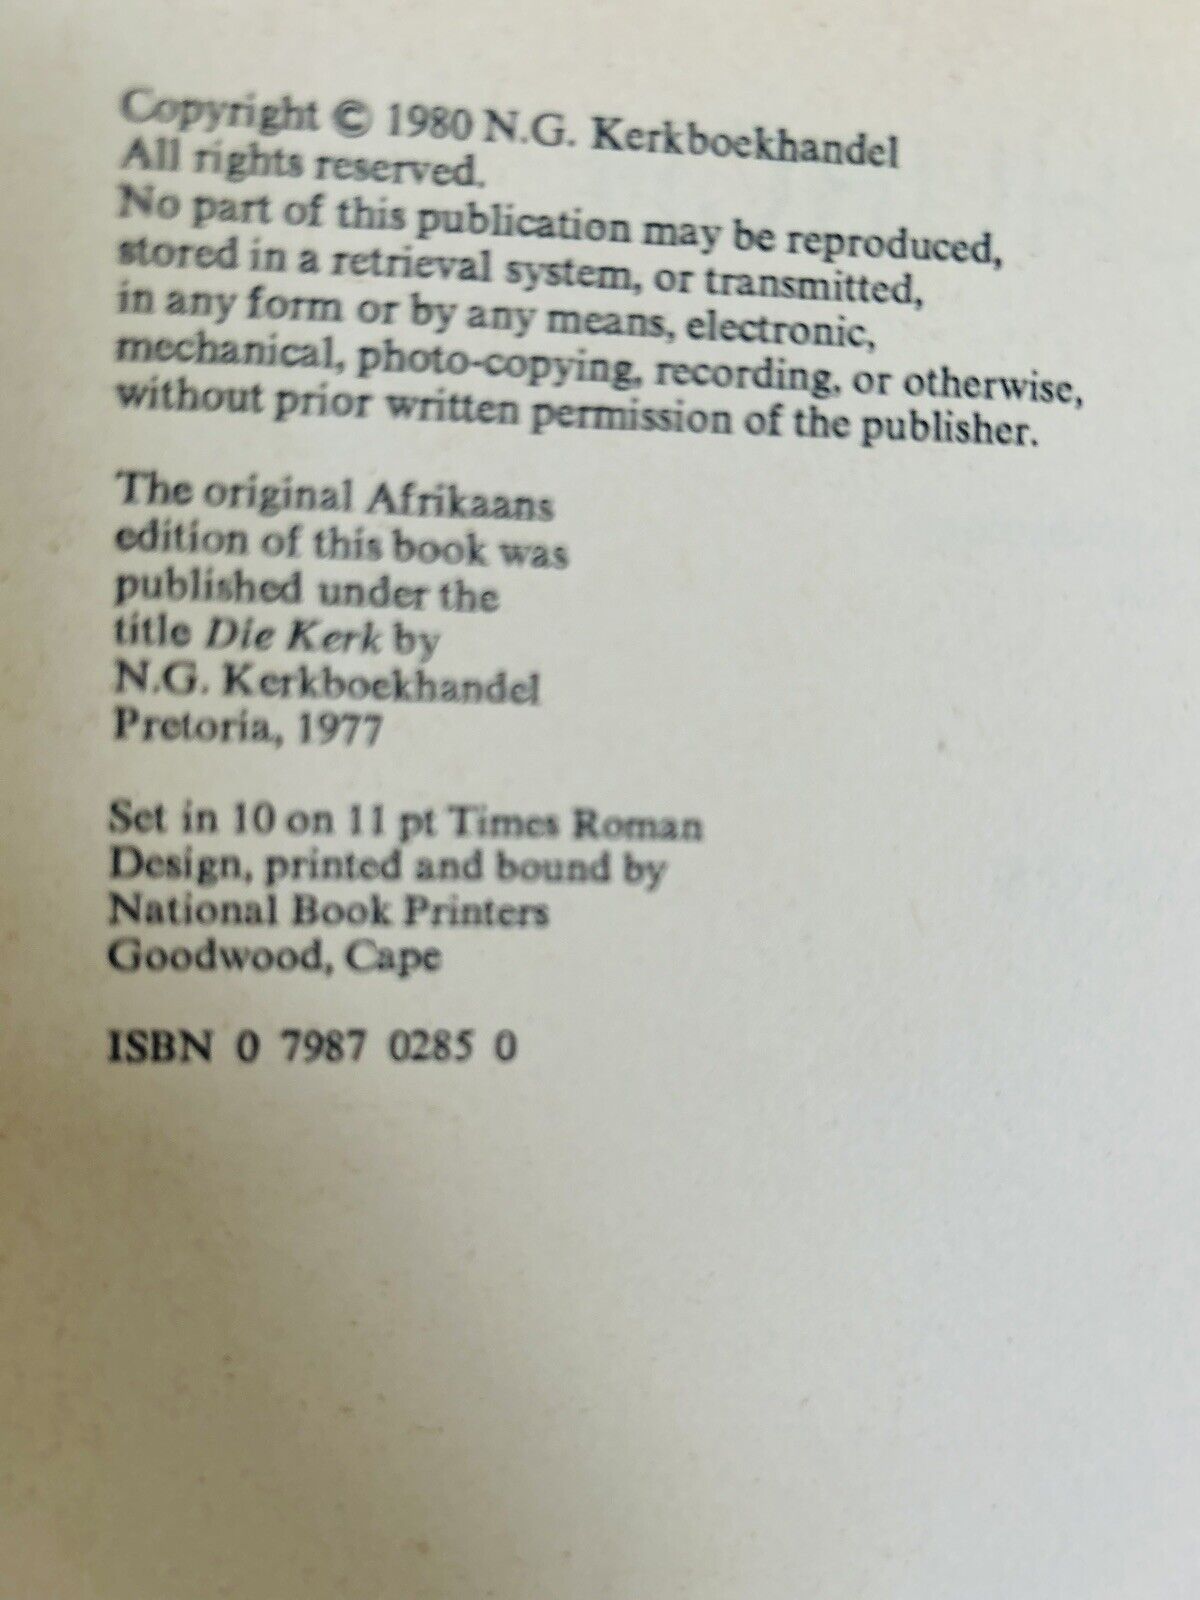 Copyright © 1980 N.G. Kerkboekhandel
All rights reserved.
No part of this publication may be reproduced,
stored in a retrieval system, or transmitted,
in any form or by any means, electronic,
mechanical, photo-copying, recording, or otherwise,
without prior written permission of the publisher.
The original Afrikaans
edition of this book was
published under the
title Die Kerk by
N.G. Kerkboekhandel
Pretoria, 1977
Set in 10 on 11 pt Times Roman
Design, printed and bound by
National Book Printers
Goodwood, Cape
ISBN 0 7987 0285 0